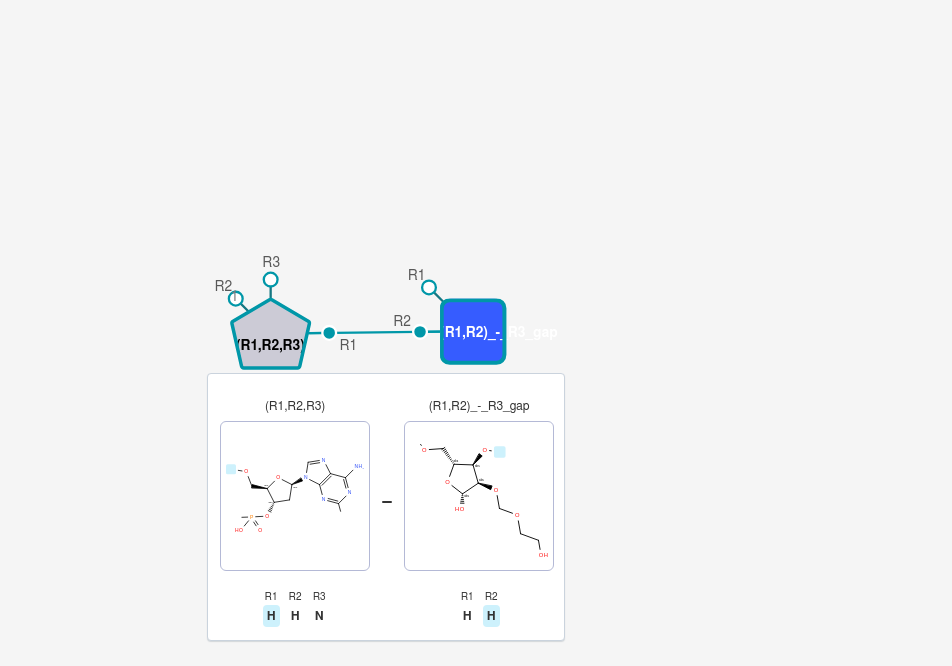 R3
R2
R1
R2
(R1,R2,R3)
R1
R1,R2)_-_R3_gap
(R1,R2,R3)
(R1,R2)_-_R3_gap
O
O
N
N
NH
N
N
O
P
HO
O
O
O
O
O
HO
O
OH
–
R1 R2 R3
H H N
R1 R2
H H